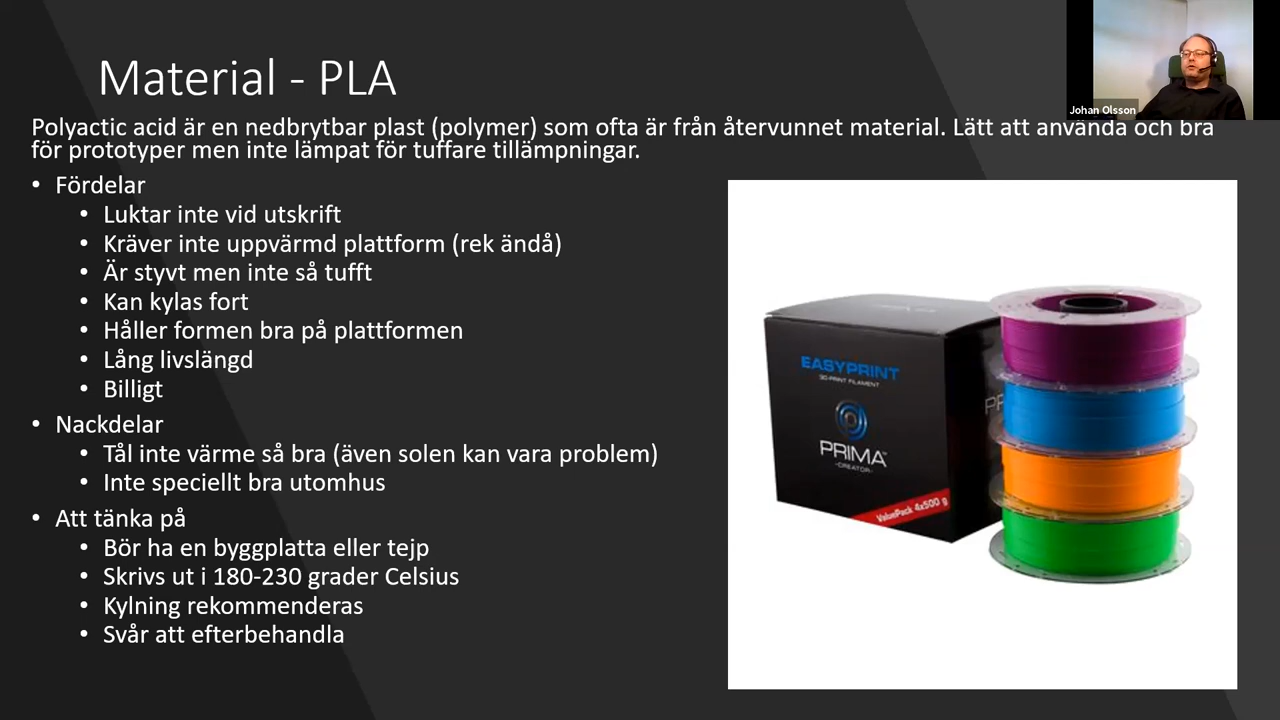 Material - PLA
Johan Olsson
Polyactic acid är en nedbrytbar plast (polymer) som ofta är från återvunnet material. Lätt att använda och bra
för prototyper men inte lämpat för tuffare tillämpningar.
• Fördelar
• Luktar inte vid utskrift
• Kräver inte uppvärmd plattform (rek ändå)
• Är styvt men inte så tufft
• Kan kylas fort
• Håller formen bra på plattformen
• Lång livslängd
• Billigt
• Nackdelar
• Tål inte värme så bra (även solen kan vara problem)
• Inte speciellt bra utomhus
• Att tänka på
• Bör ha en byggplatta eller tejp
• Skrivs ut i 180-230 grader Celsius
• Kylning rekommenderas
• Svår att efterbehandla
EASYPRINT
3D-PRINT FILAMENT
PRIMA™
-CREATOR-
ValuePack 4x500 g
PR